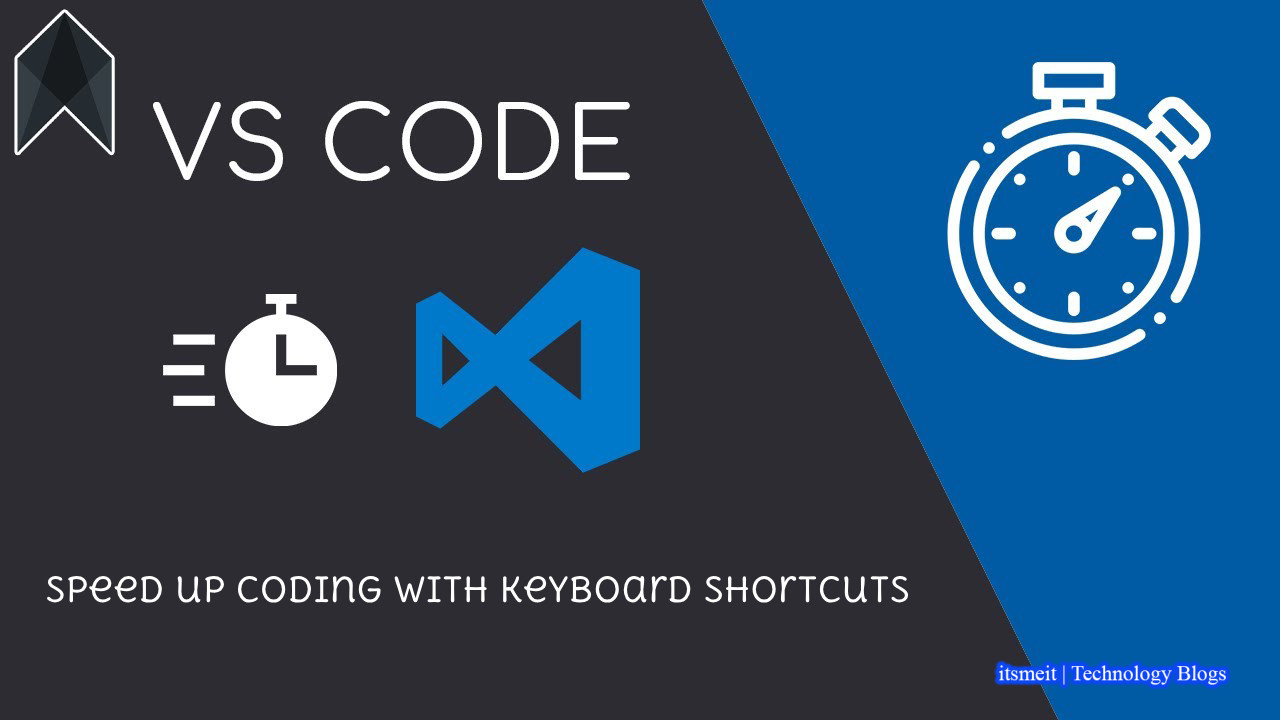 VS CODE
SPEED UP CODING WITH KEYBOARD SHORTCUTS
itsmeit | Technology Blogs